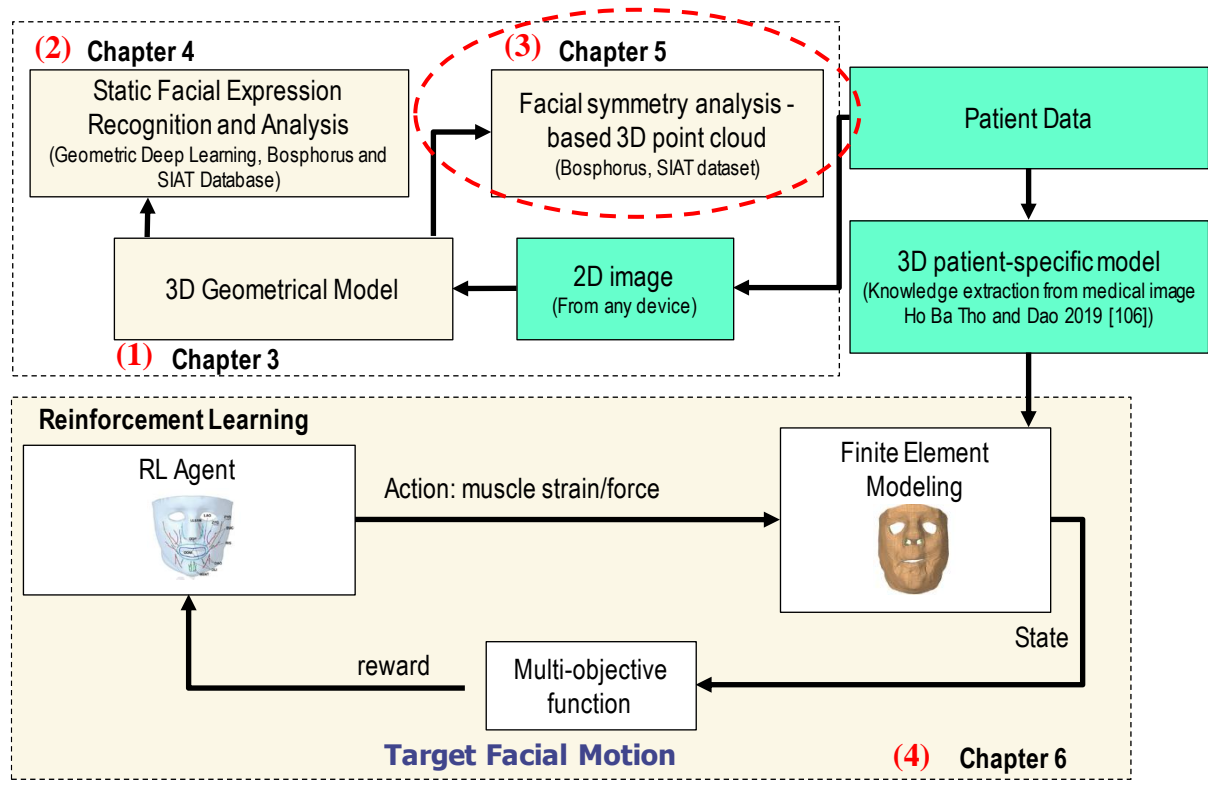 (2) Chapter 4
Static Facial Expression
Recognition and Analysis
(Geometric Deep Learning, Bosphorus and
SIAT Database)
(3) Chapter 5
Facial symmetry analysis -
based 3D point cloud
(Bosphorus, SIAT dataset)
Patient Data
3D Geometrical Model
(1) Chapter 3
2D image
(From any device)
3D patient-specific model
(Knowledge extraction from medical image
Ho Ba Tho and Dao 2019 [106])
Reinforcement Learning
RL Agent
Action: muscle strain/force
Finite Element
Modeling
State
reward
Multi-objective
function
Target Facial Motion
(4) Chapter 6